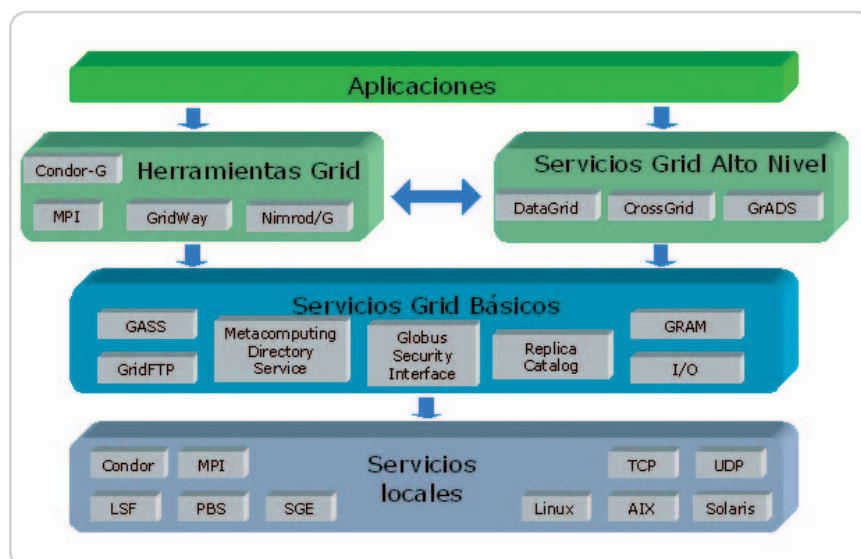 Aplicaciones
Herramientas Grid
Condor-G
MPI
GridWay
Nimrod/G
Servicios Grid Alto Nivel
DataGrid
CrossGrid
GrADS
Servicios Grid Básicos
GASS
GridFTP
Metacomputing
Directory
Service
Globus
Security
Interface
Replica
Catalog
GRAM
I/O
Servicios
locales
Condor
MPI
LSF
PBS
SGE
TCP
UDP
Linux
AIX
Solaris